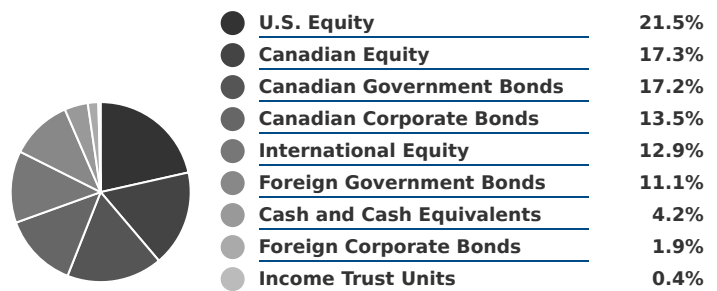 U.S. Equity 21.5%
Canadian Equity 17.3%
Canadian Government Bonds 17.2%
Canadian Corporate Bonds 13.5%
International Equity 12.9%
Foreign Government Bonds 11.1%
Cash and Cash Equivalents 4.2%
Foreign Corporate Bonds 1.9%
Income Trust Units 0.4%